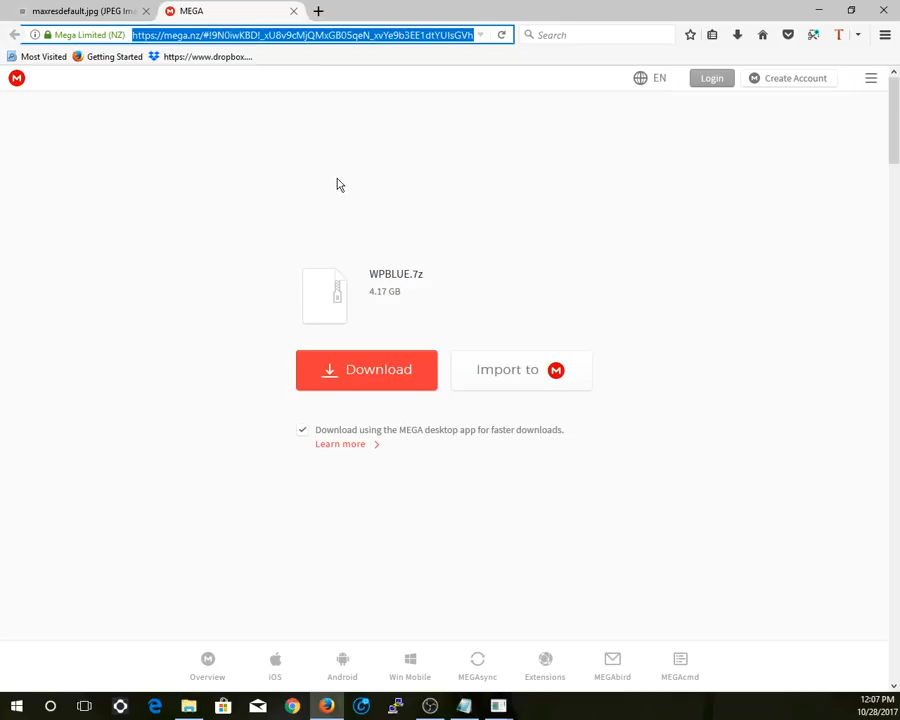 maxresdefault.jpg (JPEG Ima
MEGA
Mega Limited (NZ)
https://mega.nz/#!9N0iwKBD!_xU8v9cMjQMxGB05qeN_xvYe9b3EE1dtYUIsGVh
Search
Most Visited
Getting Started
https://www.dropbox....
M
EN
Login
Create Account
WPBLUE.7z
4.17 GB
Download
Import to
Download using the MEGA desktop app for faster downloads.
Learn more
Overview
iOS
Android
Win Mobile
MEGAsync
Extensions
MEGAbird
MEGAcmd
12:07 PM
10/28/2017